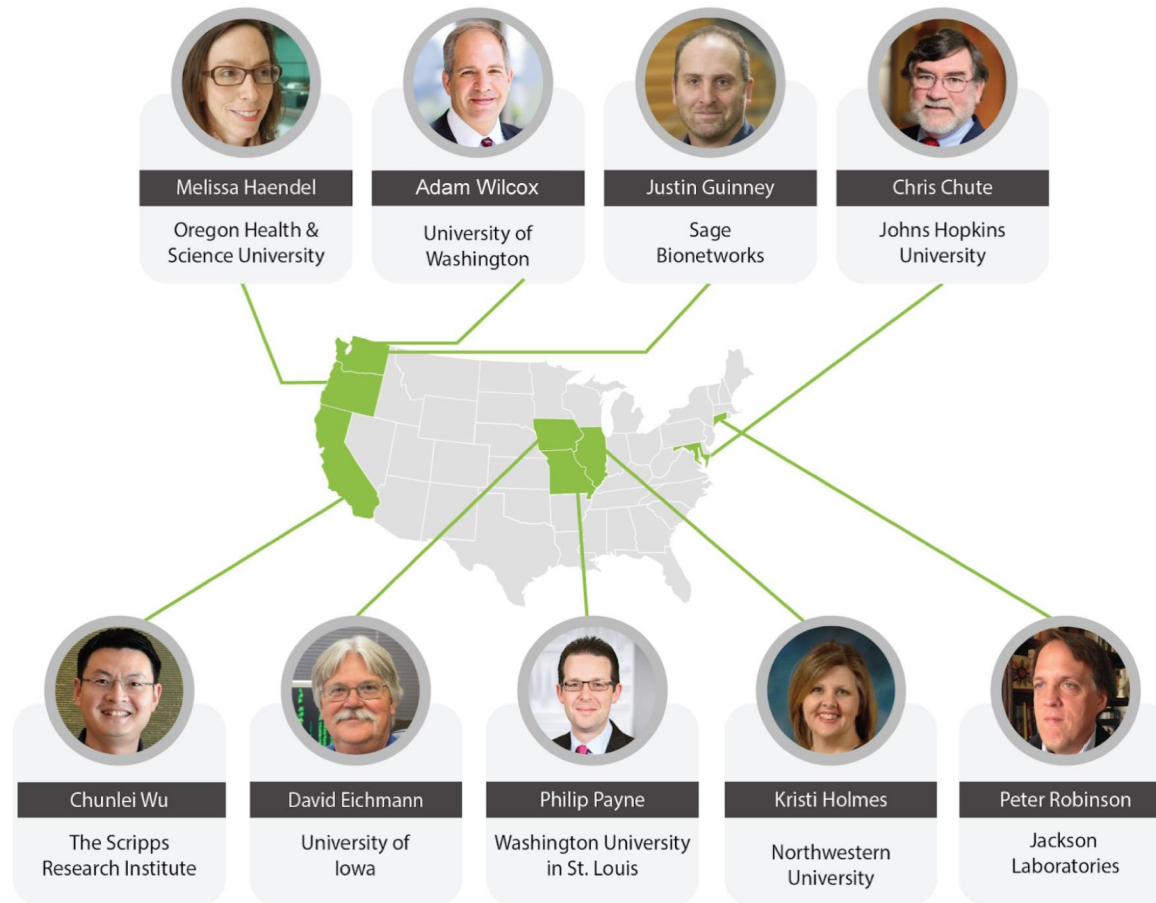 Melissa Haendel
Oregon Health &
Science University
Adam Wilcox
University of
Washington
Justin Guinney
Sage
Bionetworks
Chris Chute
Johns Hopkins
University
Chunlei Wu
The Scripps
Research Institute
David Eichmann
University of
Iowa
Philip Payne
Washington University
in St. Louis
Kristi Holmes
Northwestern
University
Peter Robinson
Jackson
Laboratories